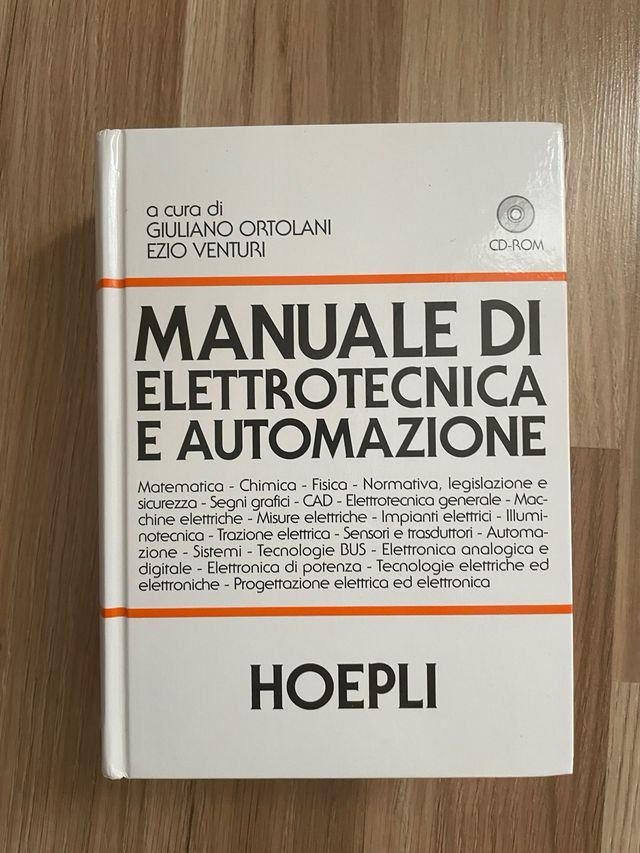 a cura di
GIULIANO ORTOLANI
EZIO VENTURI
CD-ROM
MANUALE DI
ELETTROTECNICA
E AUTOMAZIONE
Matematica - Chimica - Fisica - Normativa, legislazione e
sicurezza - Segni grafici - CAD - Elettrotecnica generale - Mac-
chine elettriche - Misure elettriche - Impianti elettrici - Illumi-
notecnica - Trazione elettrica - Sensori e trasduttori - Automa-
zione - Sistemi - Tecnologie BUS - Elettronica analogica e
digitale - Elettronica di potenza - Tecnologie elettriche ed
elettroniche - Progettazione elettrica ed elettronica
HOEPLI